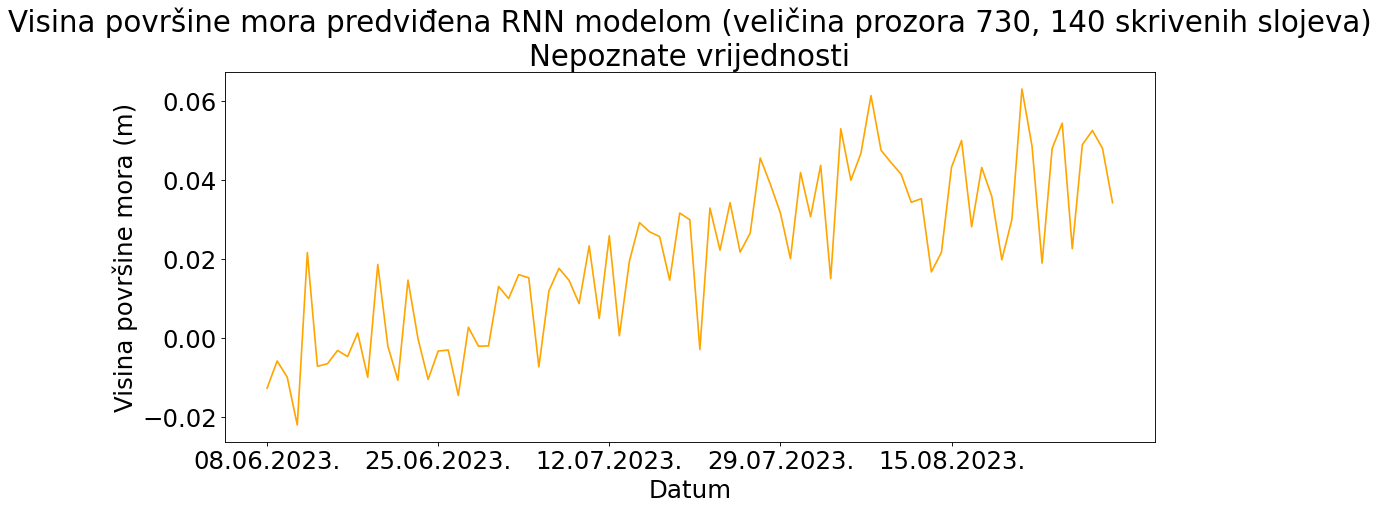 Visina površine mora predviđena RNN modelom (veličina prozora 730, 140 skrivenih slojeva)
Nepoznate vrijednosti
Visina površine mora (m)
0.06
0.04
0.02
0.00
−0.02
08.06.2023. 25.06.2023. 12.07.2023. 29.07.2023. 15.08.2023.
Datum